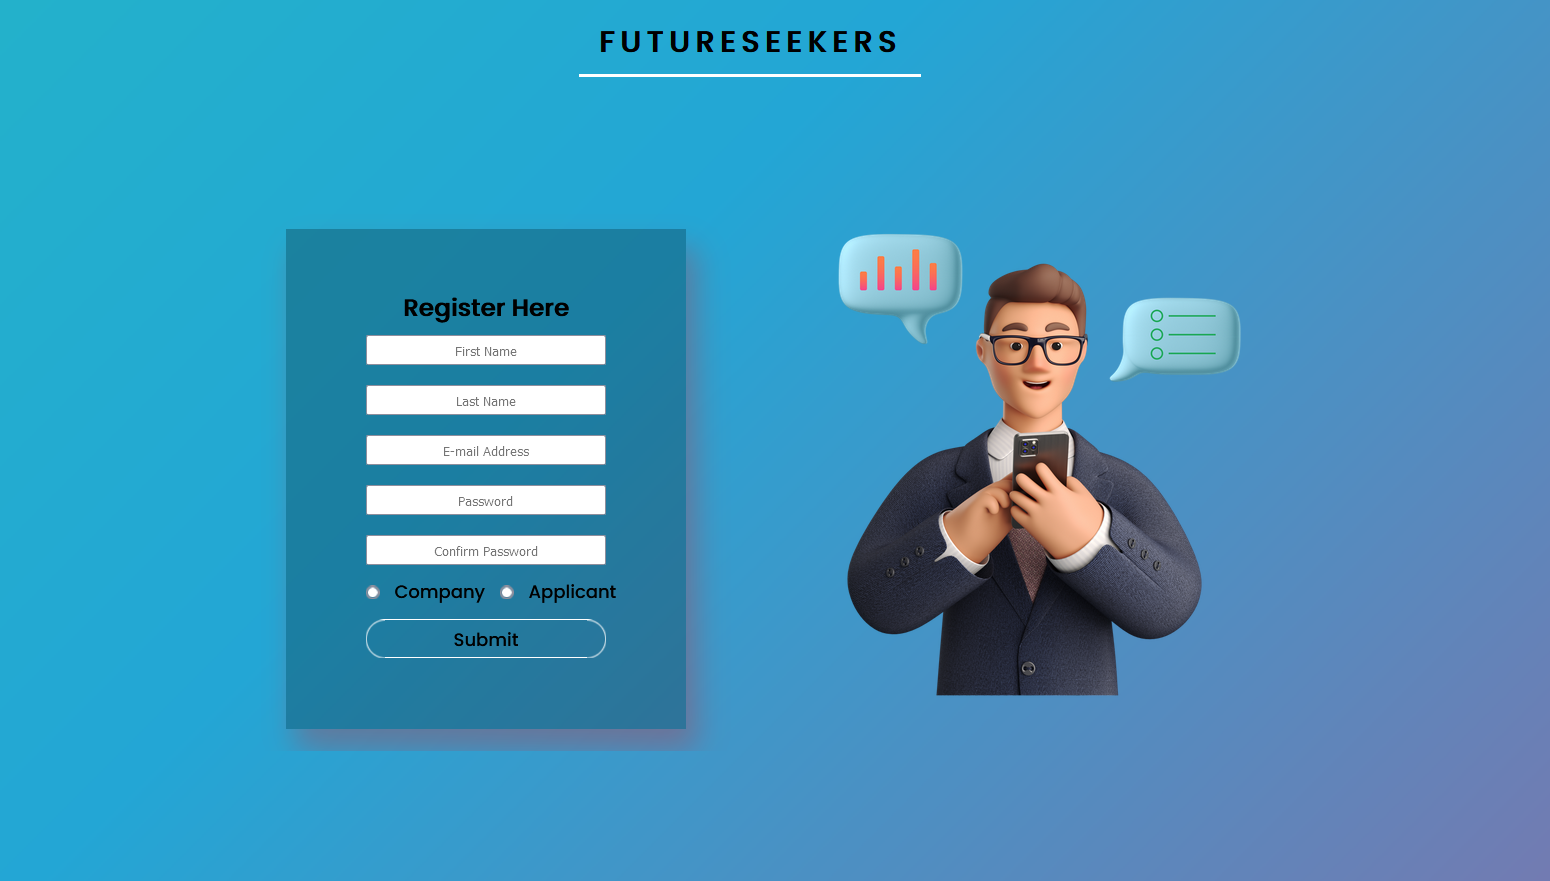 FUTURESEEKERS
Register Here
First Name
Last Name
E-mail Address
Password
Confirm Password
Company Applicant
Submit